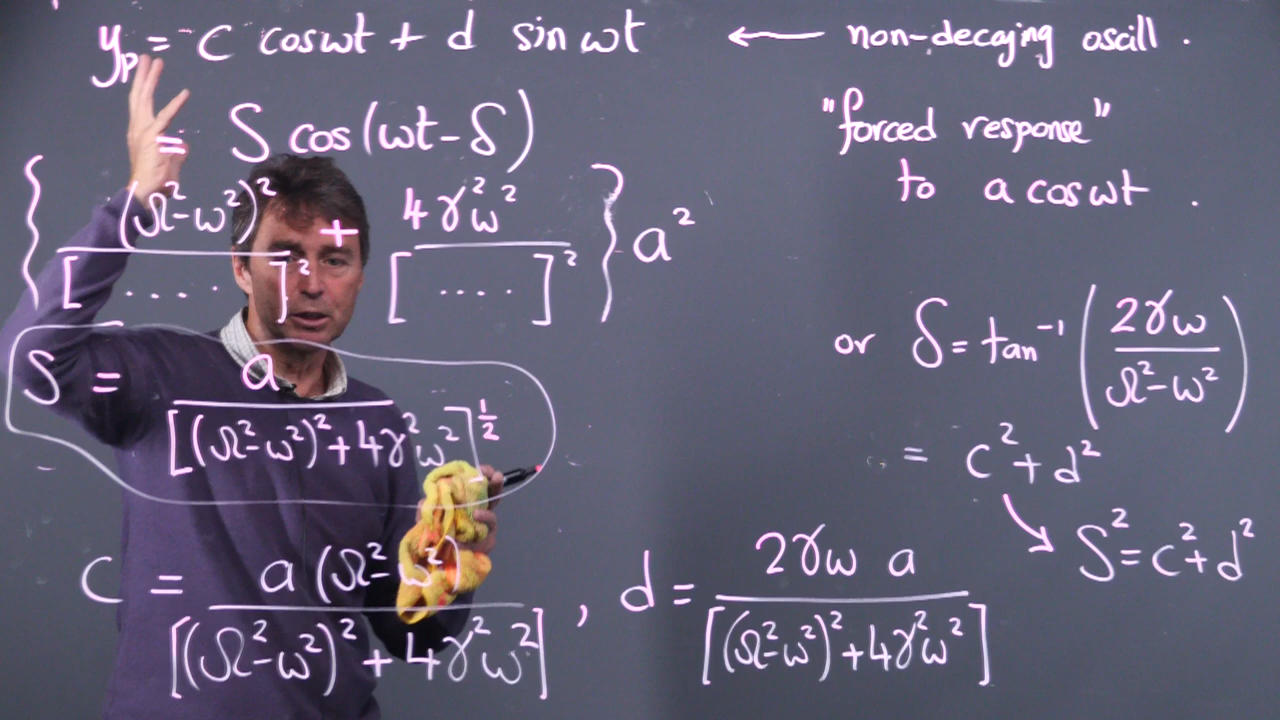 yₚ = c cos ωt + d sin ωt ← non-decaying oscill.
= S cos(ωt-δ)
"forced response"
to a cos ωt.
{ (Ω²-ω²)² / [....]² + 4γ²ω² / [....]² } a²
S = a / [(Ω²-ω²)²+4γ²ω²]^½
or δ = tan⁻¹ ( 2γω / Ω²-ω² )
= c²+d²
→ S²=c²+d²
c = a(Ω²-ω²) / [(Ω²-ω²)²+4γ²ω²] , d = 2γω a / [(Ω²-ω²)²+4γ²ω²]